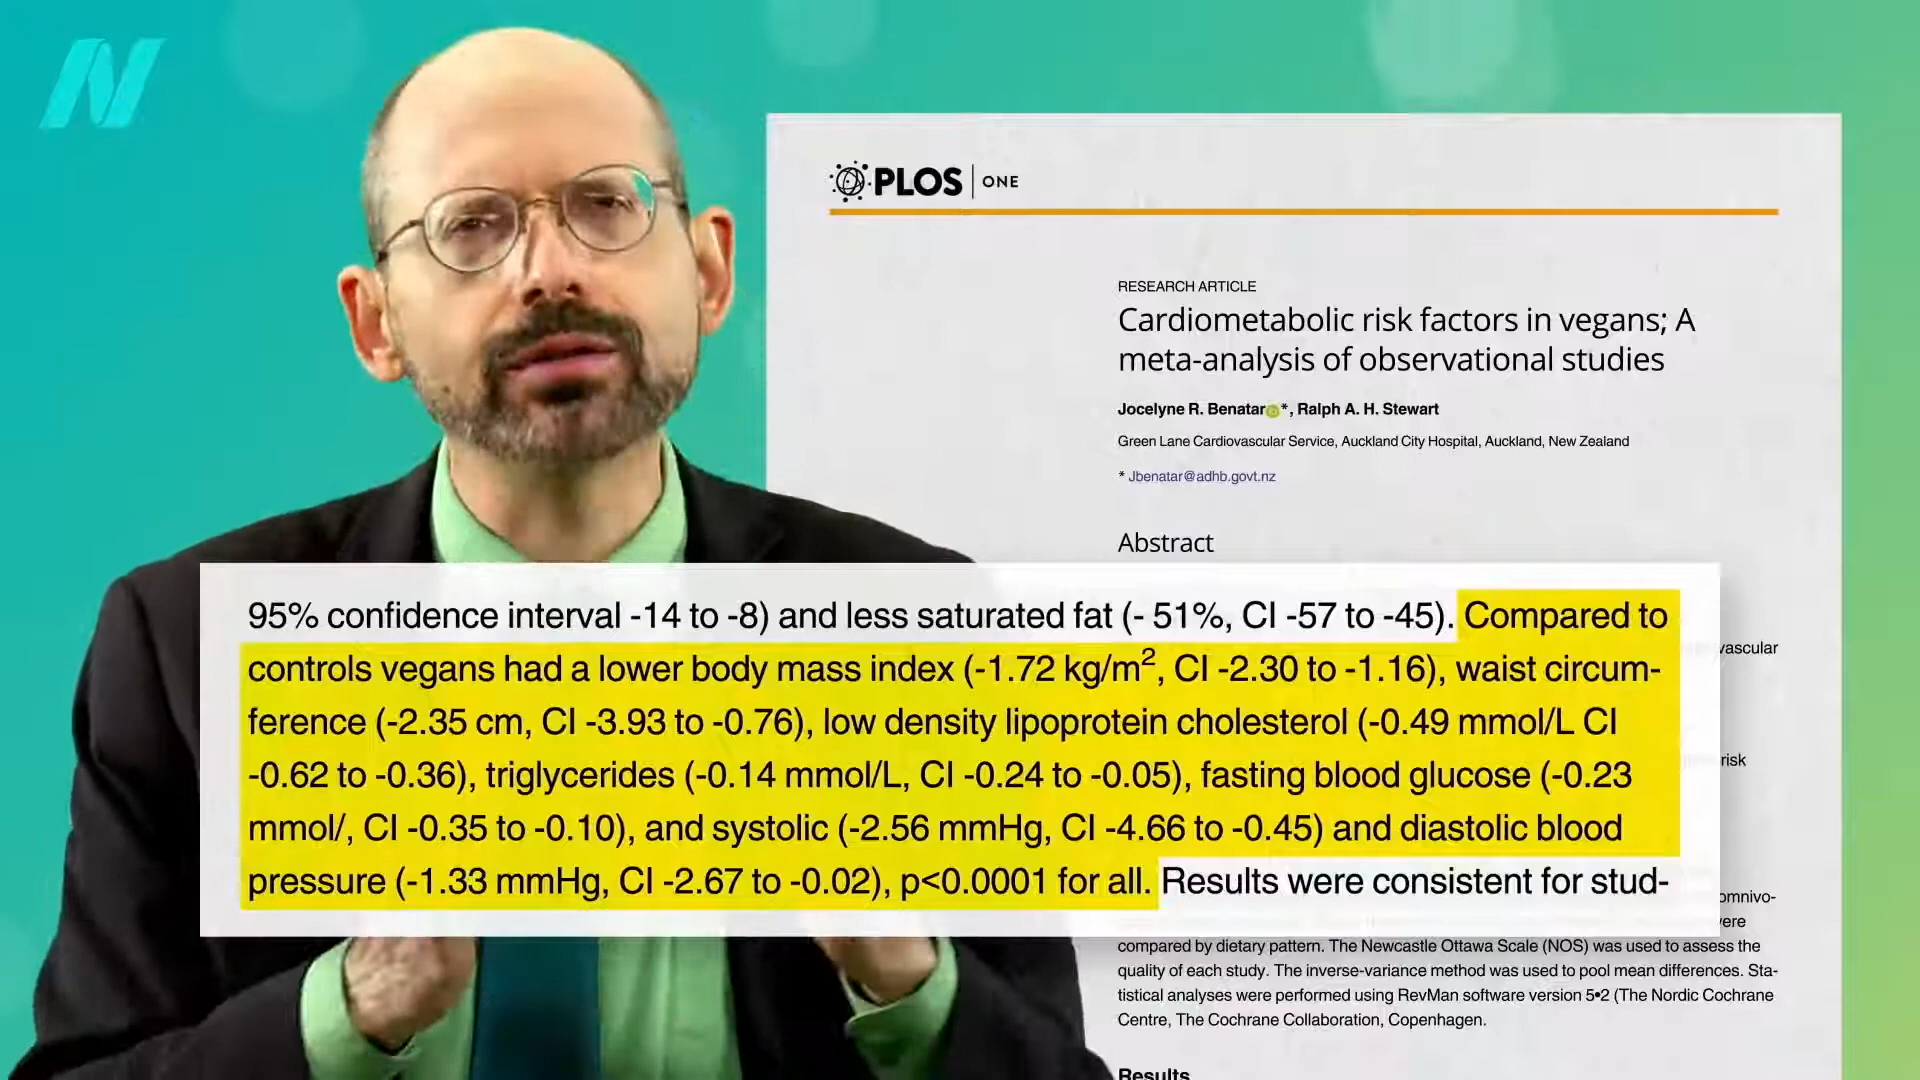 N
PLOS ONE
RESEARCH ARTICLE
Cardiometabolic risk factors in vegans; A
meta-analysis of observational studies
Jocelyne R. Benatar *, Ralph A. H. Stewart
Green Lane Cardiovascular Service, Auckland City Hospital, Auckland, New Zealand
* Jbenatar@adhb.govt.nz
Abstract
95% confidence interval -14 to -8) and less saturated fat (- 51%, CI -57 to -45). Compared to
controls vegans had a lower body mass index (-1.72 kg/m², CI -2.30 to -1.16), waist circum-
ference (-2.35 cm, CI -3.93 to -0.76), low density lipoprotein cholesterol (-0.49 mmol/L CI
-0.62 to -0.36), triglycerides (-0.14 mmol/L, CI -0.24 to -0.05), fasting blood glucose (-0.23
mmol/, CI -0.35 to -0.10), and systolic (-2.56 mmHg, CI -4.66 to -0.45) and diastolic blood
pressure (-1.33 mmHg, CI -2.67 to -0.02), p<0.0001 for all. Results were consistent for stud-
vascular
risk
omnivo-
compared by dietary pattern. The Newcastle Ottawa Scale (NOS) was used to assess the
quality of each study. The inverse-variance method was used to pool mean differences. Sta-
tistical analyses were performed using RevMan software version 5•2 (The Nordic Cochrane
Centre, The Cochrane Collaboration, Copenhagen.
Results